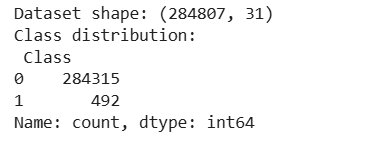 Dataset shape: (284807, 31)
Class distribution:
 Class
0    284315
1       492
Name: count, dtype: int64